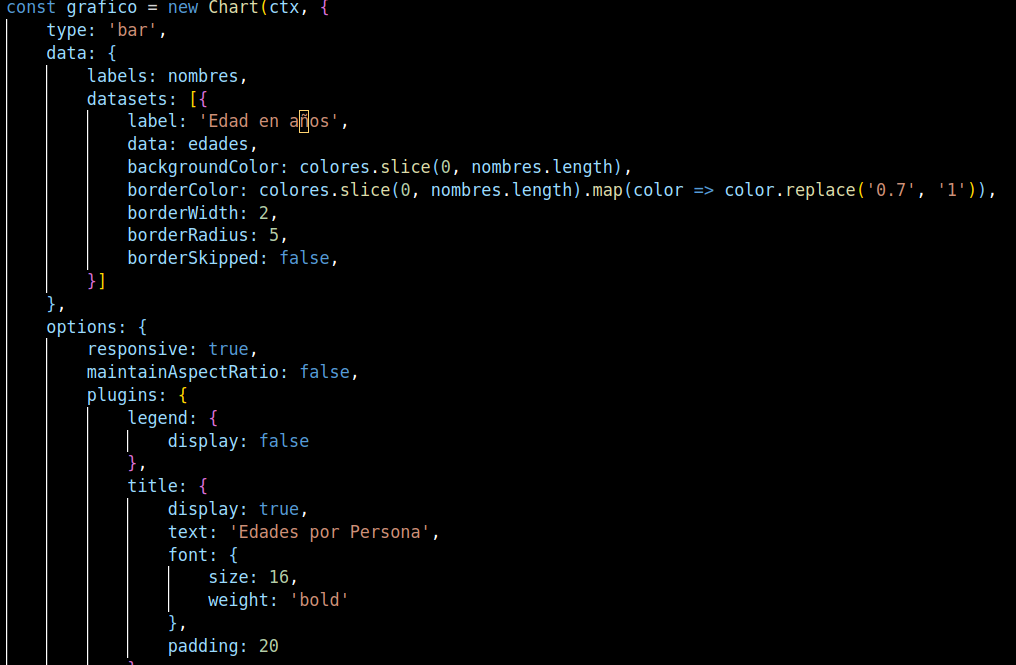 const grafico = new Chart(ctx, {
    type: 'bar',
    data: {
        labels: nombres,
        datasets: [{
            label: 'Edad en años',
            data: edades,
            backgroundColor: colores.slice(0, nombres.length),
            borderColor: colores.slice(0, nombres.length).map(color => color.replace('0.7', '1')),
            borderWidth: 2,
            borderRadius: 5,
            borderSkipped: false,
        }]
    },
    options: {
        responsive: true,
        maintainAspectRatio: false,
        plugins: {
            legend: {
                display: false
            },
            title: {
                display: true,
                text: 'Edades por Persona',
                font: {
                    size: 16,
                    weight: 'bold'
                },
                padding: 20
            }